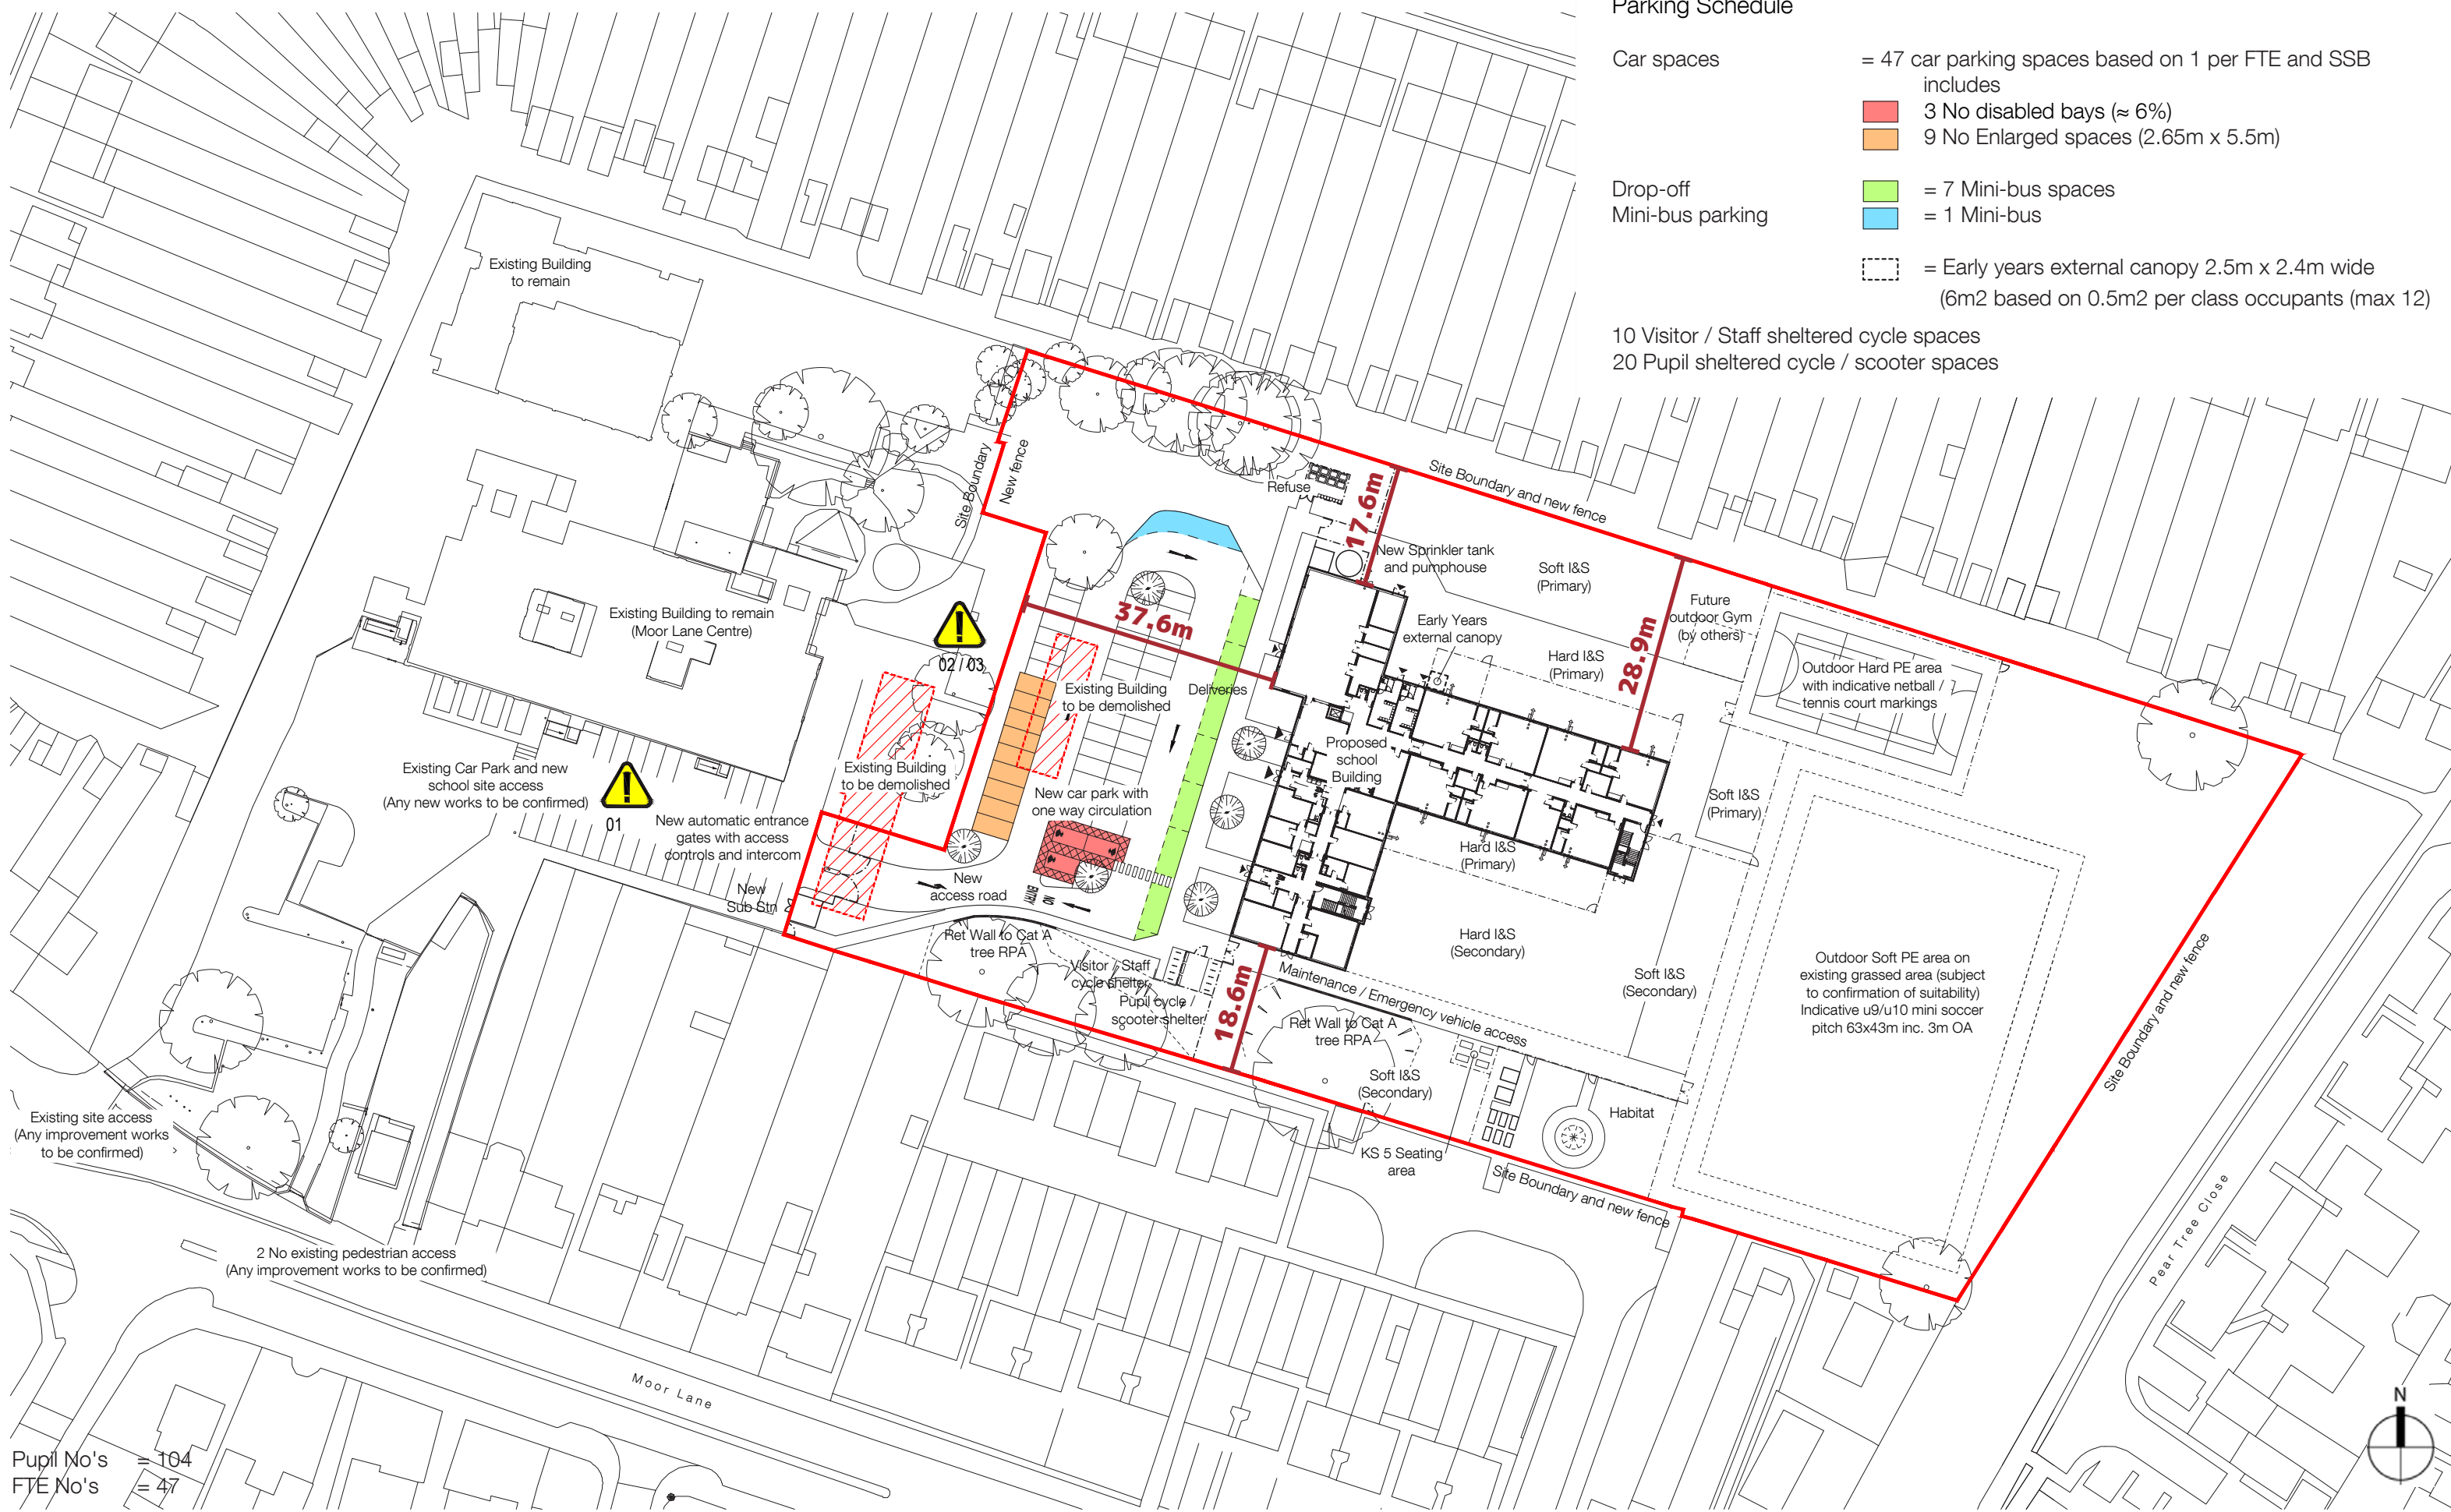 Parking Schedule
Car spaces = 47 car parking spaces based on 1 per FTE and SSB
includes
3 No disabled bays (≈ 6%)
9 No Enlarged spaces (2.65m x 5.5m)
Drop-off = 7 Mini-bus spaces
Mini-bus parking = 1 Mini-bus
= Early years external canopy 2.5m x 2.4m wide
(6m2 based on 0.5m2 per class occupants (max 12)
10 Visitor / Staff sheltered cycle spaces
20 Pupil sheltered cycle / scooter spaces
Existing Building
to remain
Site Boundary
New fence
Refuse
17.6m
Site Boundary and new fence
New Sprinkler tank
and pumphouse
Soft I&S
(Primary)
Future
outdoor Gym
(by others)
Existing Building to remain
(Moor Lane Centre)
02 / 03
37.6m
Early Years
external canopy
Hard I&S
(Primary)
28.9m
Outdoor Hard PE area
with indicative netball /
tennis court markings
Existing Building
to be demolished
Deliveries
Proposed
school
Building
Existing Car Park and new
school site access
(Any new works to be confirmed)
01
Existing Building
to be demolished
New car park with
one way circulation
Soft I&S
(Primary)
New automatic entrance
gates with access
controls and intercom
Hard I&S
(Primary)
New
Sub Stn
New
access road
NO
ENTRY
Ret Wall to Cat A
tree RPA
Visitor / Staff
cycle shelter
Pupil cycle /
scooter shelter
18.6m
Maintenance / Emergency vehicle access
Hard I&S
(Secondary)
Soft I&S
(Secondary)
Outdoor Soft PE area on
existing grassed area (subject
to confirmation of suitability)
Indicative u9/u10 mini soccer
pitch 63x43m inc. 3m OA
Site Boundary and new fence
Ret Wall to Cat A
tree RPA
Soft I&S
(Secondary)
Habitat
KS 5 Seating
area
Site Boundary and new fence
Existing site access
(Any improvement works
to be confirmed)
2 No existing pedestrian access
(Any improvement works to be confirmed)
Pear Tree Close
Moor Lane
N
Pupil No's = 104
FTE No's = 47